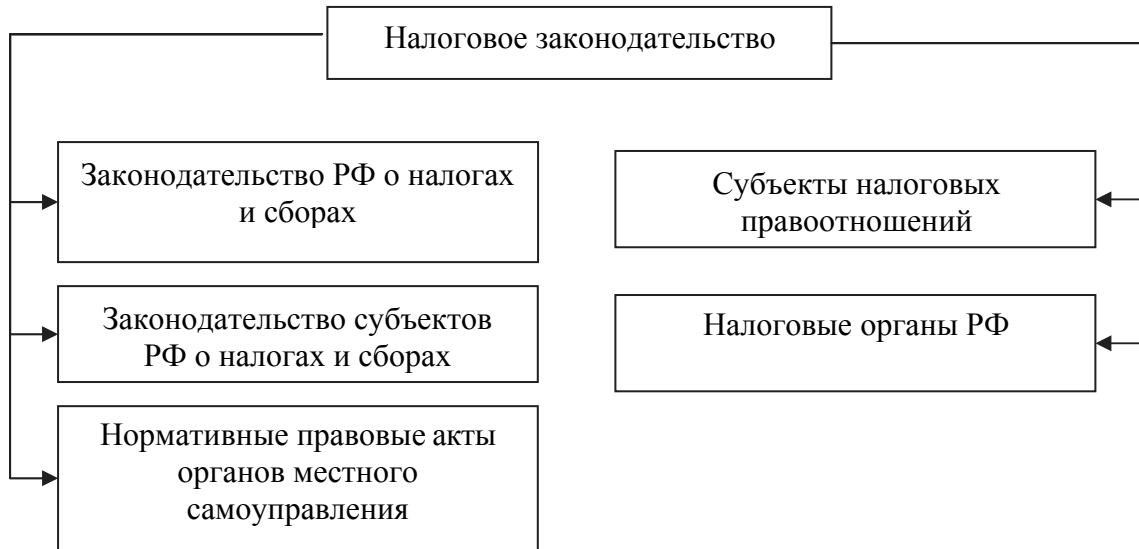 Налоговое законодательство
Законодательство РФ о налогах
и сборах
Законодательство субъектов
РФ о налогах и сборах
Нормативные правовые акты
органов местного
самоуправления
Субъекты налоговых
правоотношений
Налоговые органы РФ